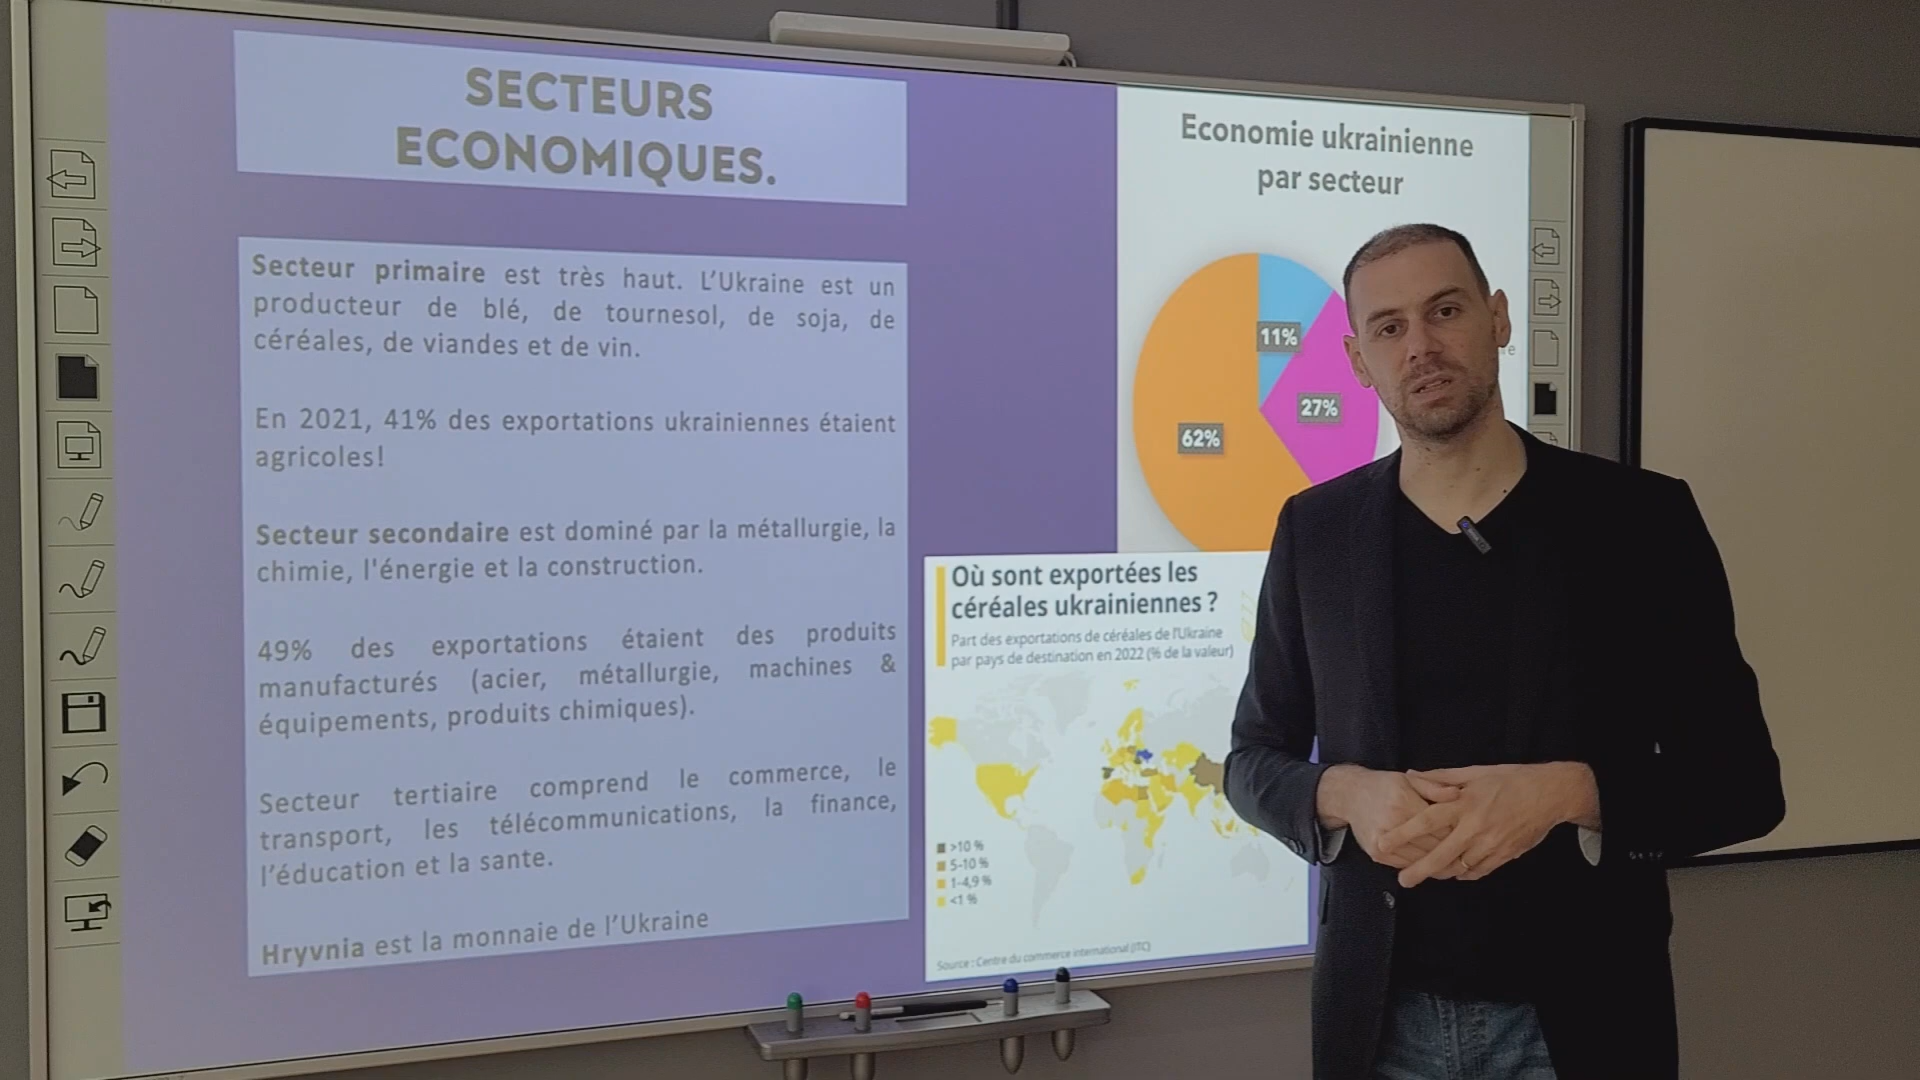 SECTEURS
ECONOMIQUES.
Secteur primaire est très haut. L’Ukraine est un
producteur de blé, de tournesol, de soja, de
céréales, de viandes et de vin.
En 2021, 41% des exportations ukrainiennes étaient
agricoles!
Secteur secondaire est dominé par la métallurgie, la
chimie, l'énergie et la construction.
49% des exportations étaient des produits
manufacturés (acier, métallurgie, machines &
équipements, produits chimiques).
Secteur tertiaire comprend le commerce, le
transport, les télécommunications, la finance,
l’éducation et la sante.
Hryvnia est la monnaie de l’Ukraine
Economie ukrainienne
par secteur
11%
27%
62%
Où sont exportées les
céréales ukrainiennes ?
Part des exportations de céréales de l'Ukraine
par pays de destination en 2022 (% de la valeur)
>10 %
5-10 %
1-4,9 %
<1 %
Source : Centre du commerce international (ITC)